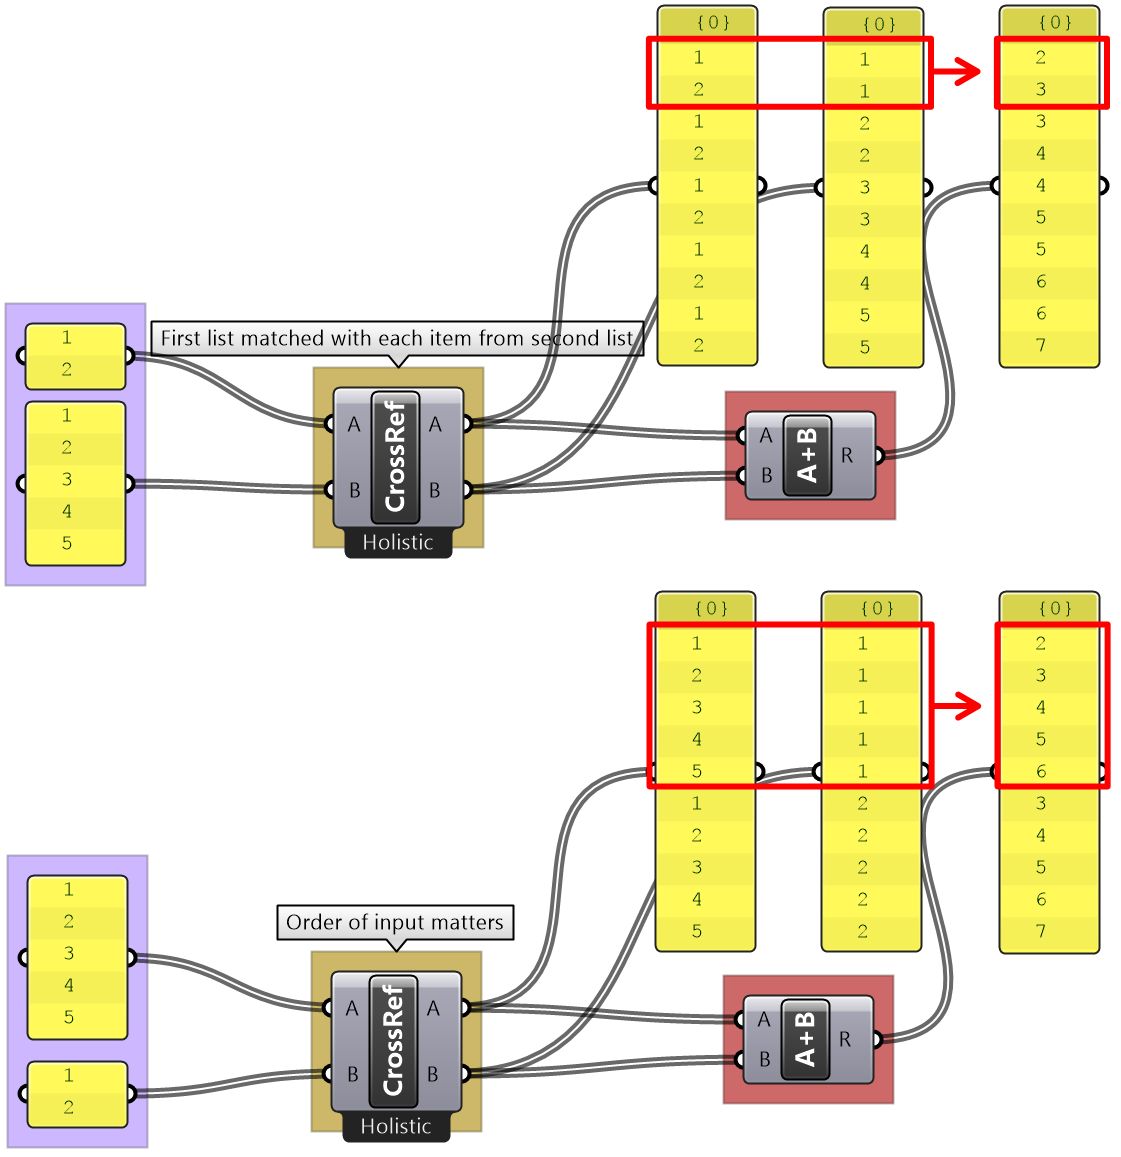 {0} {0} {0}
1 1 2
2 1 3
1 2 3
2 2 4
1 3 4
2 3 5
1 4 5
2 4 6
1 5 6
2 5 7
1
2
First list matched with each item from second list
1
2
3
4
5
A CrossRef A
B B
Holistic
A A+B R
B
{0} {0} {0}
1 1 2
2 1 3
3 1 4
4 1 5
5 1 6
1 2 3
2 2 4
3 2 5
4 2 6
5 2 7
1
2
3
4
5
Order of input matters
1
2
A CrossRef A
B B
Holistic
A A+B R
B